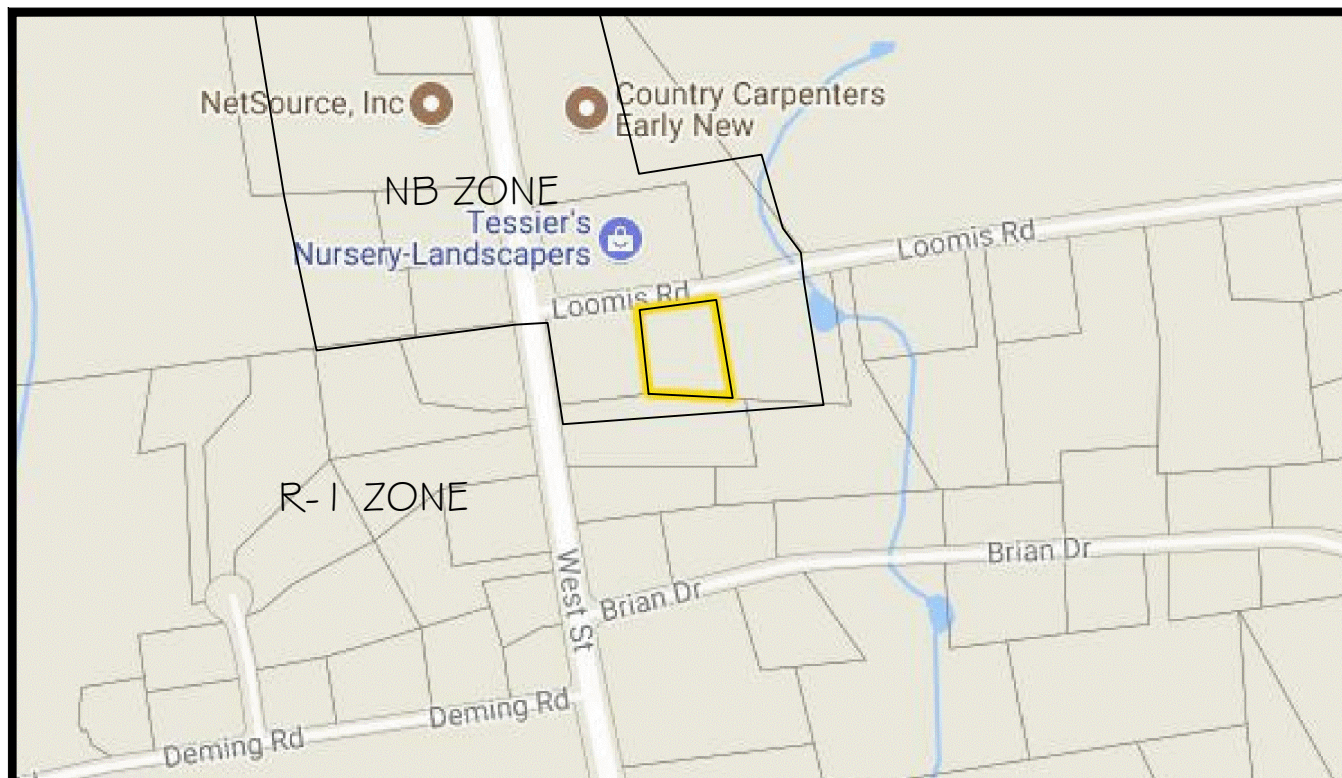 NetSource, Inc
Country Carpenters
Early New
NB ZONE
Tessier's
Nursery-Landscapers
Loomis Rd
Loomis Rd
R-1 ZONE
West St
Brian Dr
Brian Dr
Deming Rd
Deming Rd